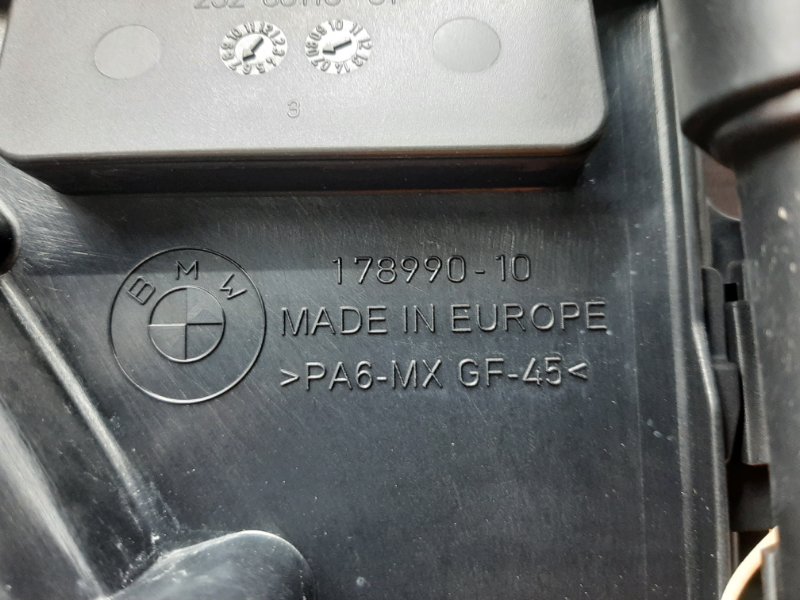 3
BMW
178990-10
MADE IN EUROPE
>PA6-MX GF-45<